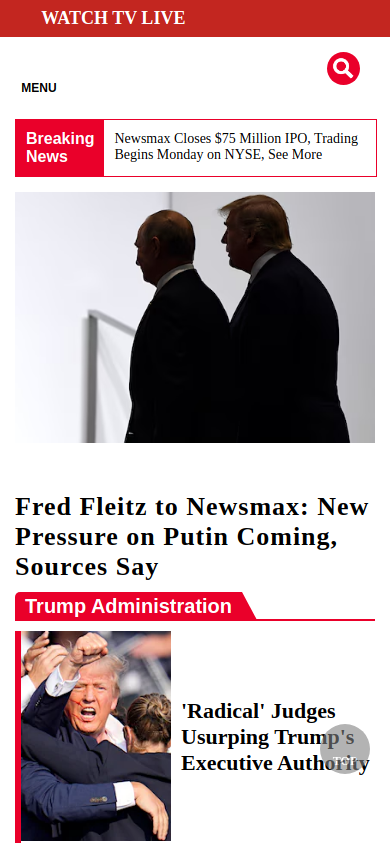 WATCH TV LIVE
MENU
Breaking
News
Newsmax Closes $75 Million IPO, Trading
Begins Monday on NYSE, See More
Fred Fleitz to Newsmax: New
Pressure on Putin Coming,
Sources Say
Trump Administration
'Radical' Judges
Usurping Trump's
Executive Authority
TOP